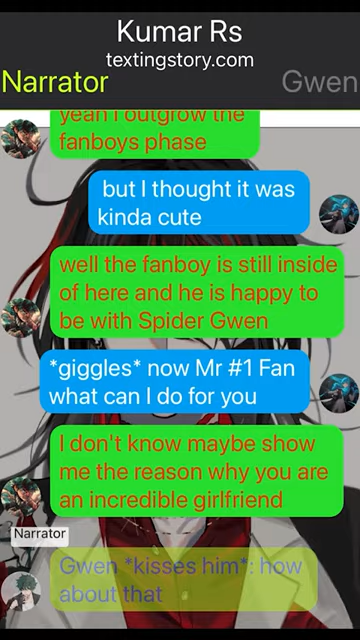 Kumar Rs
textingstory.com
Narrator
Gwen
yeah I outgrow the
fanboys phase
but I thought it was
kinda cute
well the fanboy is still inside
of here and he is happy to
be with Spider Gwen
*giggles* now Mr #1 Fan
what can I do for you
I don't know maybe show
me the reason why you are
an incredible girlfriend
Narrator
Gwen *kisses him*: how
about that